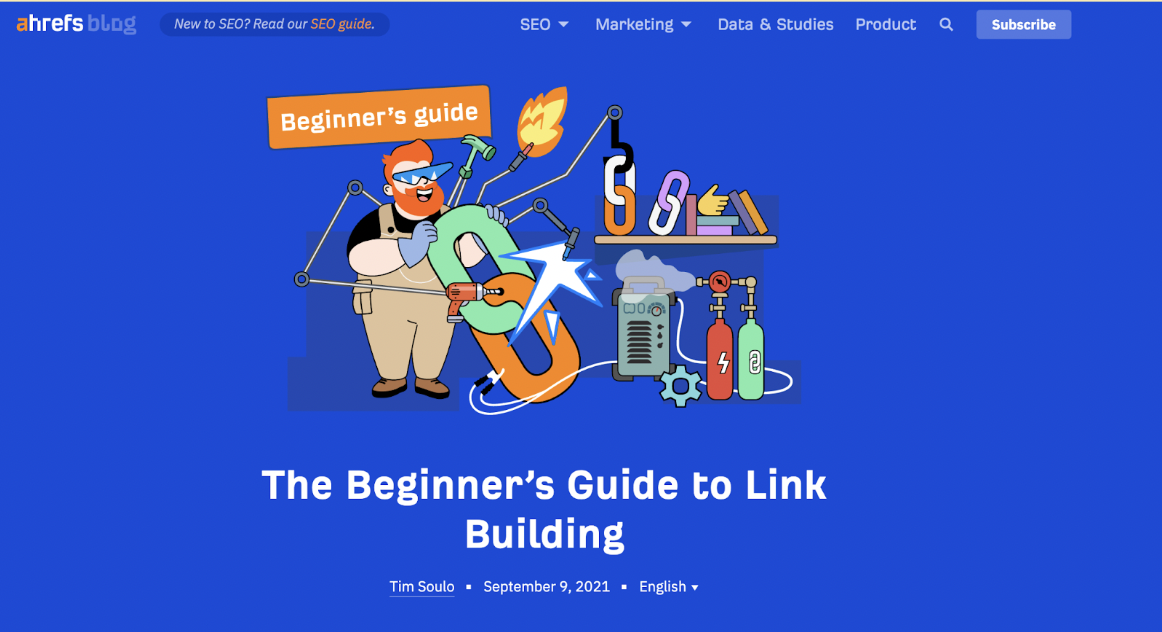 ahrefs blog
New to SEO? Read our SEO guide.
SEO
Marketing
Data & Studies
Product
Subscribe
Beginner's guide
The Beginner's Guide to Link
Building
Tim Soulo ▪ September 9, 2021 ▪ English